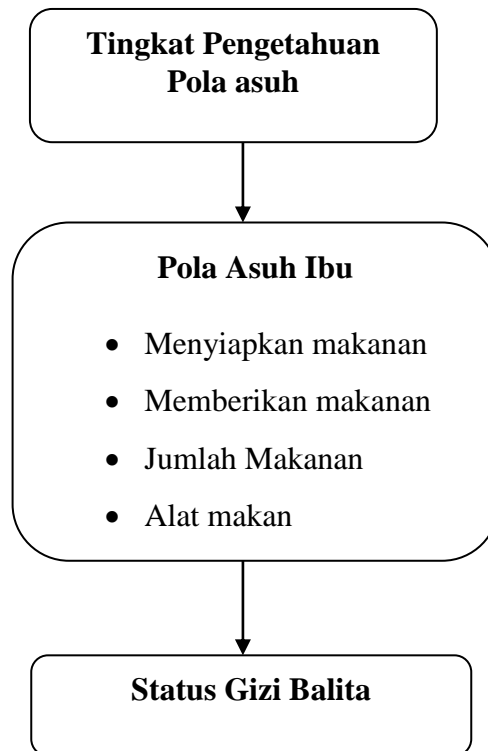 Tingkat Pengetahuan
Pola asuh
Pola Asuh Ibu
• Menyiapkan makanan
• Memberikan makanan
• Jumlah Makanan
• Alat makan
Status Gizi Balita